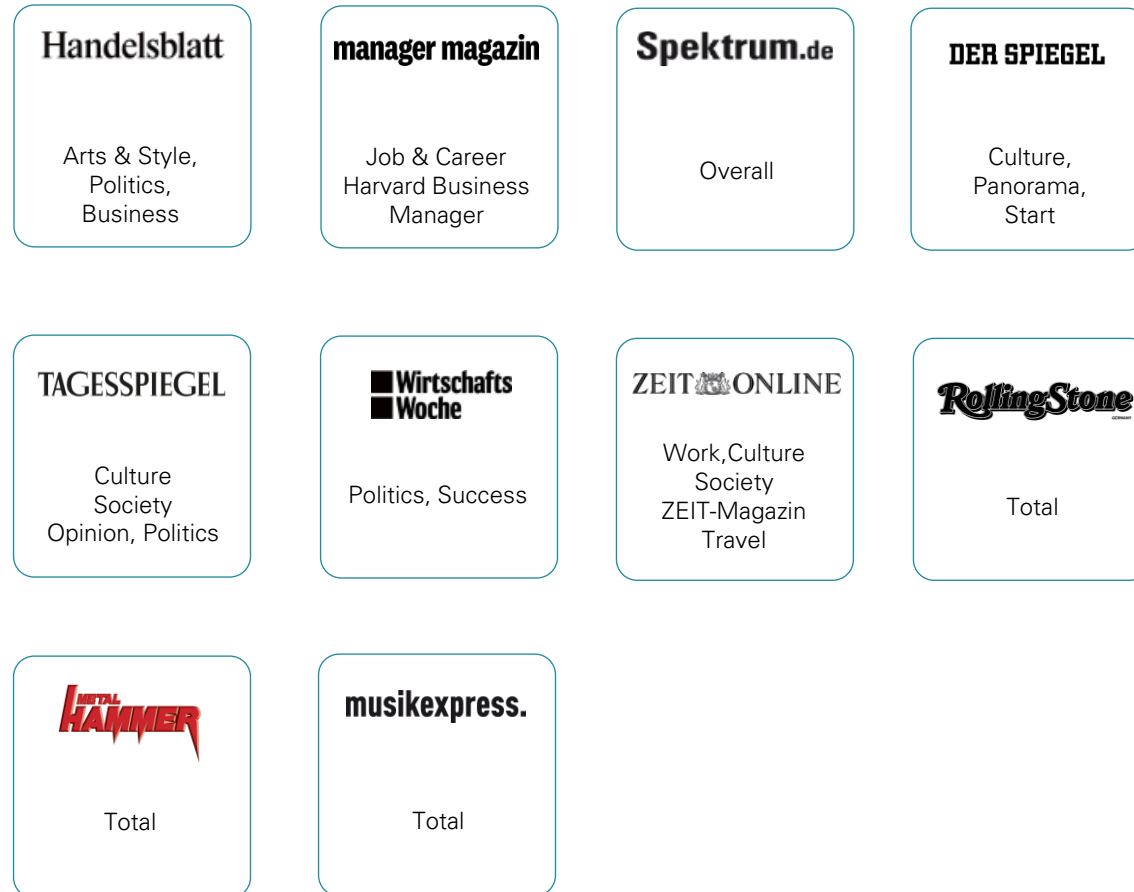 Handelsblatt
Arts & Style,
Politics,
Business
manager magazin
Job & Career
Harvard Business
Manager
Spektrum.de
Overall
DER SPIEGEL
Culture,
Panorama,
Start
TAGESSPIEGEL
Culture
Society
Opinion, Politics
Wirtschafts
Woche
Politics, Success
ZEIT ONLINE
Work,Culture
Society
ZEIT-Magazin
Travel
RollingStone
GERMANY
Total
METAL
HAMMER
Total
musikexpress.
Total